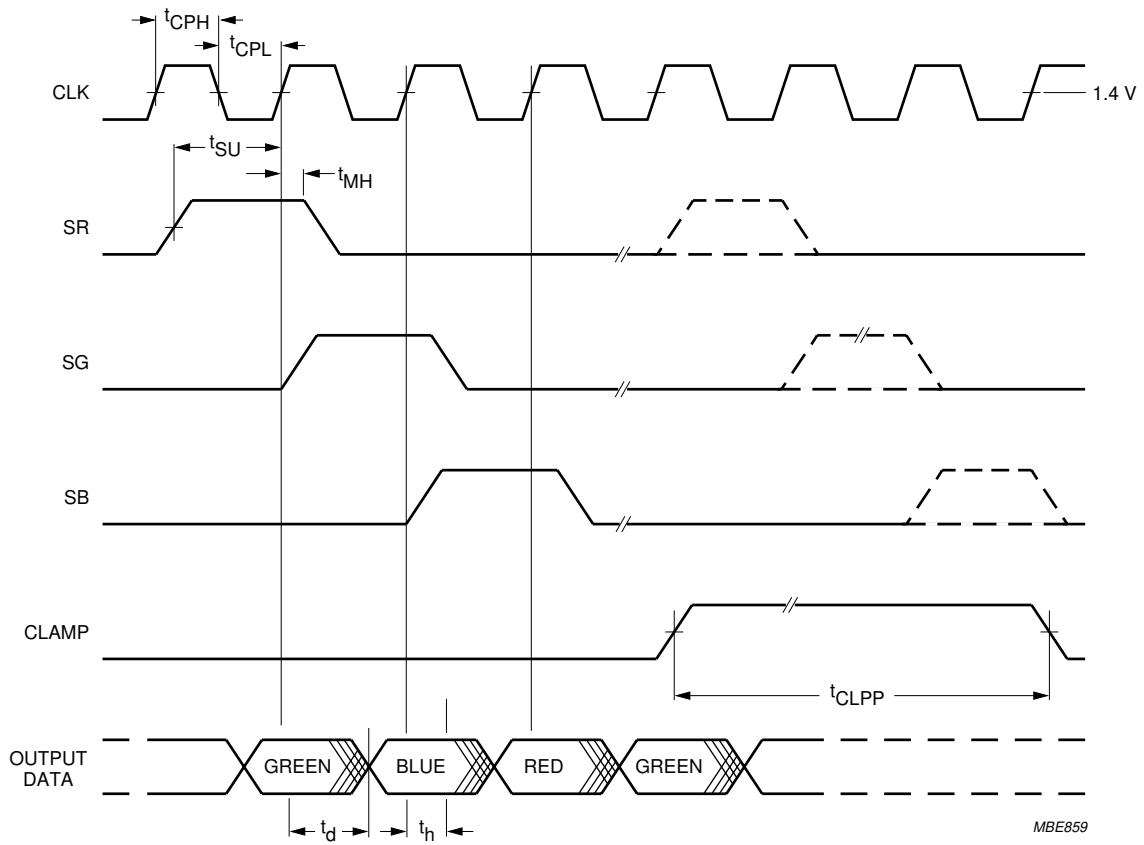 tCPH
tCPL
CLK
1.4 V
tSU
tMH
SR
SG
SB
CLAMP
tCLPP
OUTPUT
DATA
GREEN
BLUE
RED
GREEN
td
th
MBE859